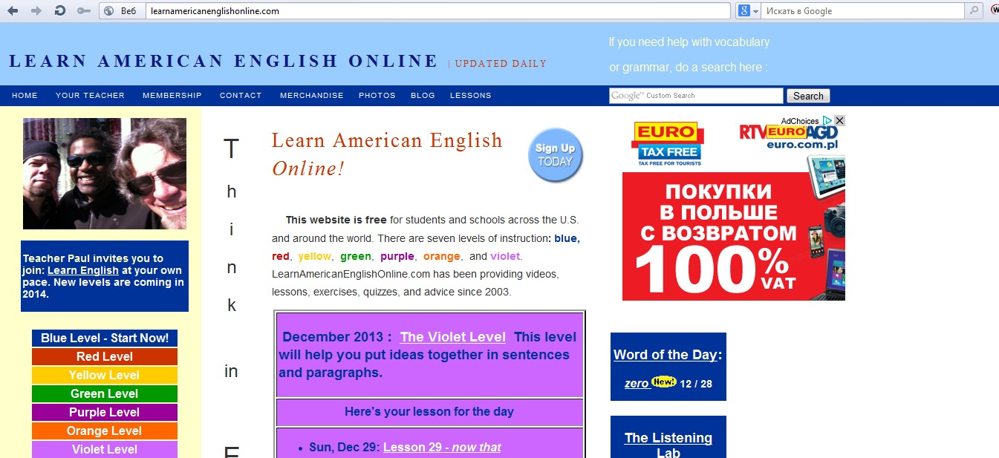 Веб
learnamericanenglishonline.com
Искать в Google
LEARN AMERICAN ENGLISH ONLINE | UPDATED DAILY
If you need help with vocabulary
or grammar, do a search here :
HOME YOUR TEACHER MEMBERSHIP CONTACT MERCHANDISE PHOTOS BLOG LESSONS
Google™ Custom Search
Search
Teacher Paul invites you to
join: Learn English at your own
pace. New levels are coming in
2014.
Blue Level - Start Now!
Red Level
Yellow Level
Green Level
Purple Level
Orange Level
Violet Level
T
h
i
n
k
in
E
Learn American English
Online!
Sign Up
TODAY
This website is free for students and schools across the U.S.
and around the world. There are seven levels of instruction: blue,
red, yellow, green, purple, orange, and violet.
LearnAmericanEnglishOnline.com has been providing videos,
lessons, exercises, quizzes, and advice since 2003.
December 2013 : The Violet Level This level
will help you put ideas together in sentences
and paragraphs.
Here's your lesson for the day
• Sun, Dec 29: Lesson 29 - now that
AdChoices
EURO
TAX FREE
TAX FREE FOR TOURISTS
RTV EURO AGD
euro.com.pl
ПОКУПКИ
В ПОЛЬШЕ
С ВОЗВРАТОМ
100%
VAT
Word of the Day:
zero New! 12 / 28
The Listening
Lab